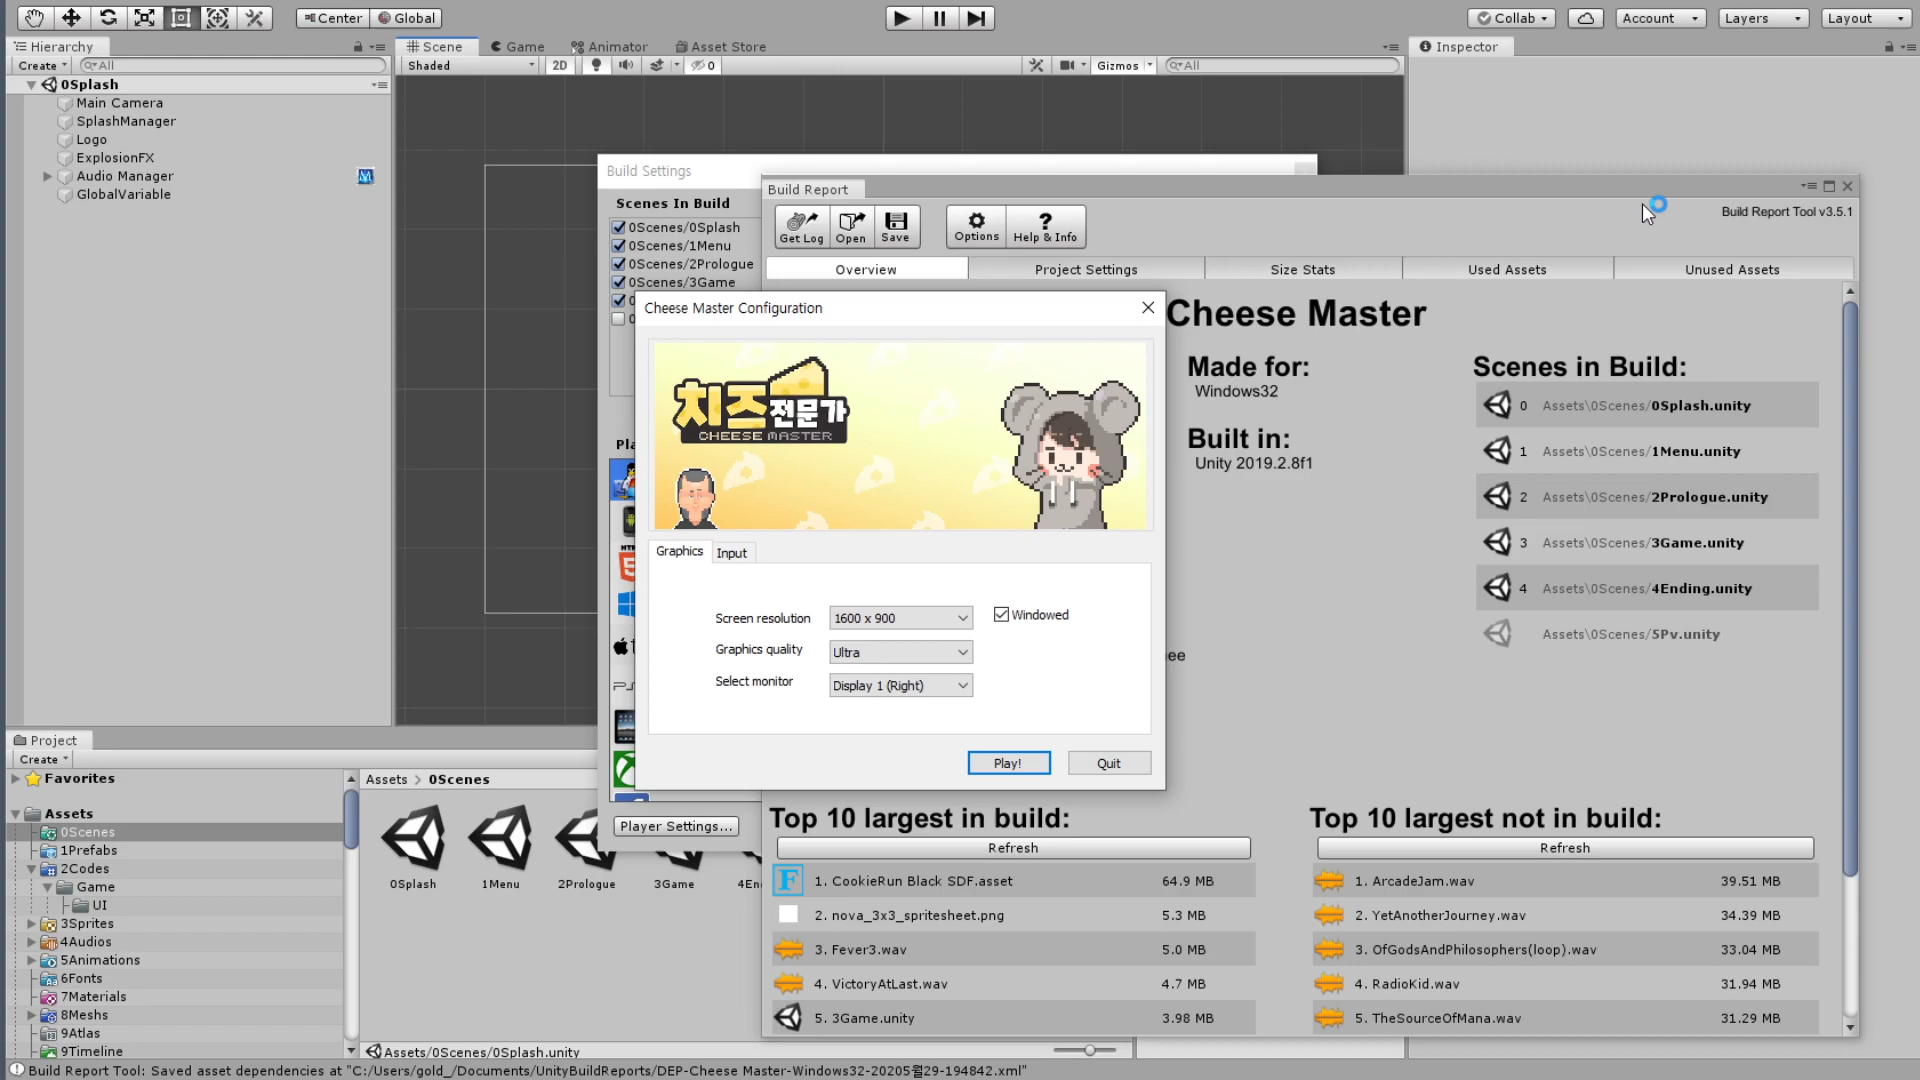 Center
Global
Collab
Account
Layers
Layout
Hierarchy
Scene
Game
Animator
Asset Store
Inspector
Create
All
Shaded
2D
0
Gizmos
All
0Splash
Main Camera
SplashManager
Logo
ExplosionFX
Audio Manager
GlobalVariable
Build Settings
Scenes In Build
0Scenes/0Splash
0Scenes/1Menu
0Scenes/2Prologue
0Scenes/3Game
Build Report
Get Log
Open
Save
Options
Help & Info
Build Report Tool v3.5.1
Overview
Project Settings
Size Stats
Used Assets
Unused Assets
Cheese Master Configuration
치즈전문가
CHEESE MASTER
Graphics
Input
Screen resolution
1600 x 900
Windowed
Graphics quality
Ultra
Select monitor
Display 1 (Right)
Play!
Quit
Cheese Master
Made for:
Windows32
Built in:
Unity 2019.2.8f1
Scenes in Build:
0 Assets\0Scenes/0Splash.unity
1 Assets\0Scenes/1Menu.unity
2 Assets\0Scenes/2Prologue.unity
3 Assets\0Scenes/3Game.unity
4 Assets\0Scenes/4Ending.unity
Assets\0Scenes/5Pv.unity
Player Settings...
Top 10 largest in build:
Refresh
1. CookieRun Black SDF.asset 64.9 MB
2. nova_3x3_spritesheet.png 5.3 MB
3. Fever3.wav 5.0 MB
4. VictoryAtLast.wav 4.7 MB
5. 3Game.unity 3.98 MB
Top 10 largest not in build:
Refresh
1. ArcadeJam.wav 39.51 MB
2. YetAnotherJourney.wav 34.39 MB
3. OfGodsAndPhilosophers(loop).wav 33.04 MB
4. RadioKid.wav 31.94 MB
5. TheSourceOfMana.wav 31.29 MB
Project
Create
Favorites
Assets
0Scenes
1Prefabs
2Codes
Game
UI
3Sprites
4Audios
5Animations
6Fonts
7Materials
8Meshs
9Atlas
9Timeline
Assets > 0Scenes
0Splash
1Menu
2Prologue
3Game
Assets/0Scenes/0Splash.unity
Build Report Tool: Saved asset dependencies at "C:/Users/gold_/Documents/UnityBuildReports/DEP-Cheese Master-Windows32-20205월29-194842.xml"